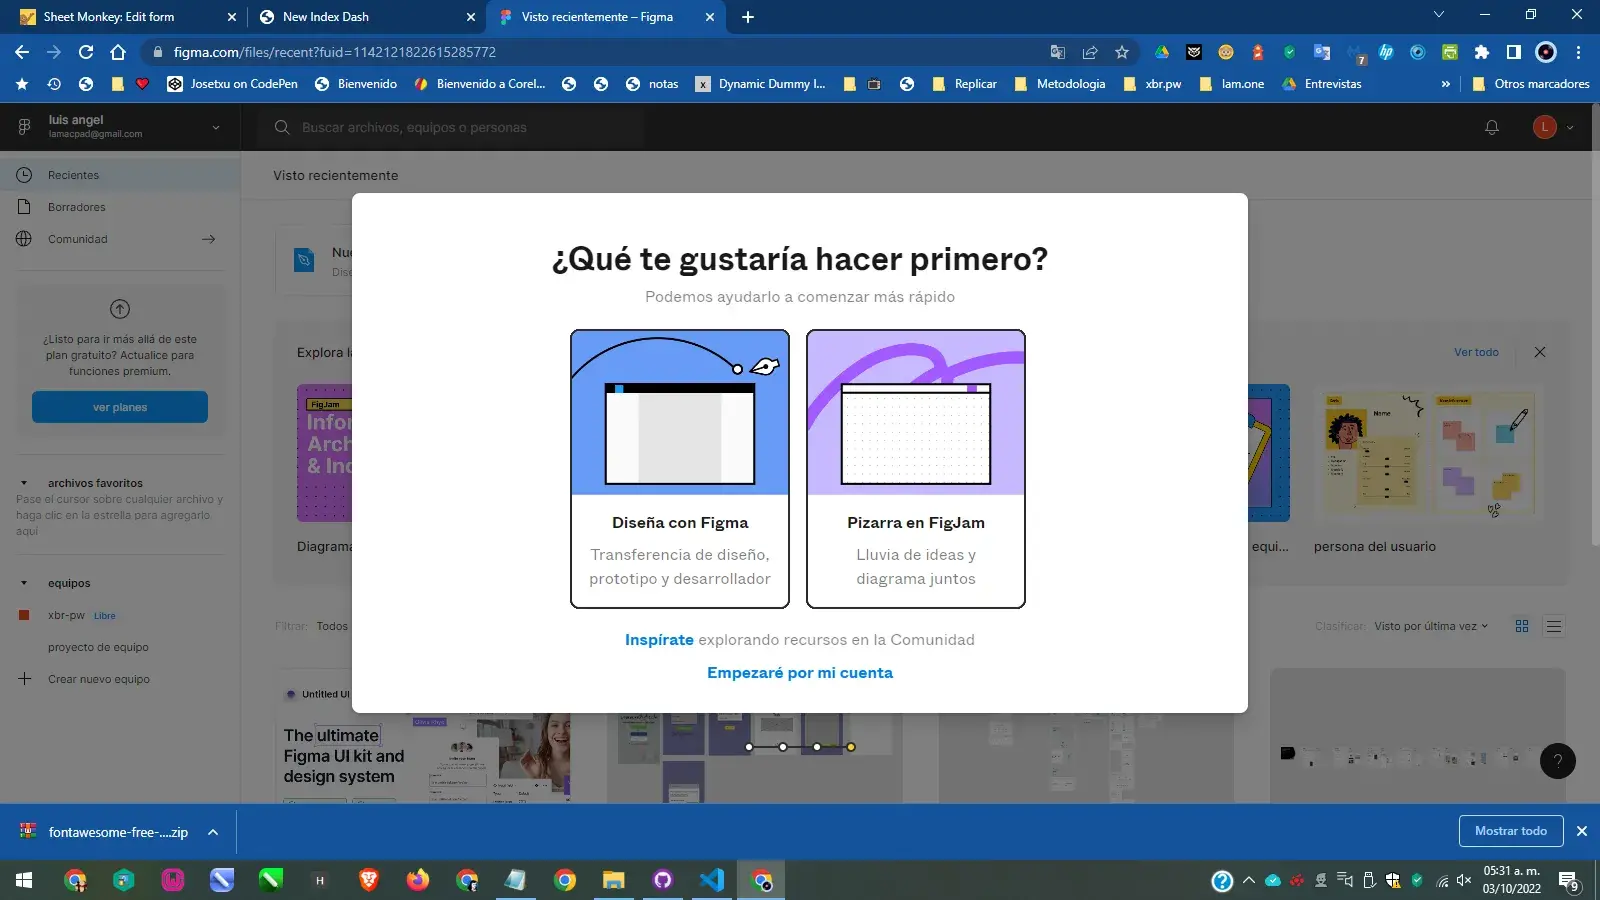 Sheet Monkey: Edit form
New Index Dash
Visto recientemente – Figma
figma.com/files/recent?fuid=1142121822615285772
7
Josetxu on CodePen
Bienvenido
Bienvenido a Corel...
notas
Dynamic Dummy I...
Replicar
Metodologia
xbr.pw
lam.one
Entrevistas
»
Otros marcadores
luis angel
lamacpad@gmail.com
Buscar archivos, equipos o personas
L
Recientes
Borradores
Comunidad
Visto recientemente
¿Listo para ir más allá de este
plan gratuito? Actualice para
funciones premium.
ver planes
archivos favoritos
Pase el cursor sobre cualquier archivo y
haga clic en la estrella para agregarlo
aquí
equipos
xbr-pw Libre
proyecto de equipo
Crear nuevo equipo
Explora
FigJam
Ver todo
Name
Diagrama
equi...
persona del usuario
¿Qué te gustaría hacer primero?
Podemos ayudarlo a comenzar más rápido
Diseña con Figma
Transferencia de diseño,
prototipo y desarrollador
Pizarra en FigJam
Lluvia de ideas y
diagrama juntos
Inspírate explorando recursos en la Comunidad
Empezaré por mi cuenta
Filtrar: Todos
Clasificar: Visto por última vez
Untitled UI
The ultimate
Figma UI kit and
design system
?
fontawesome-free-....zip
Mostrar todo
H
05:31 a. m.
03/10/2022
9